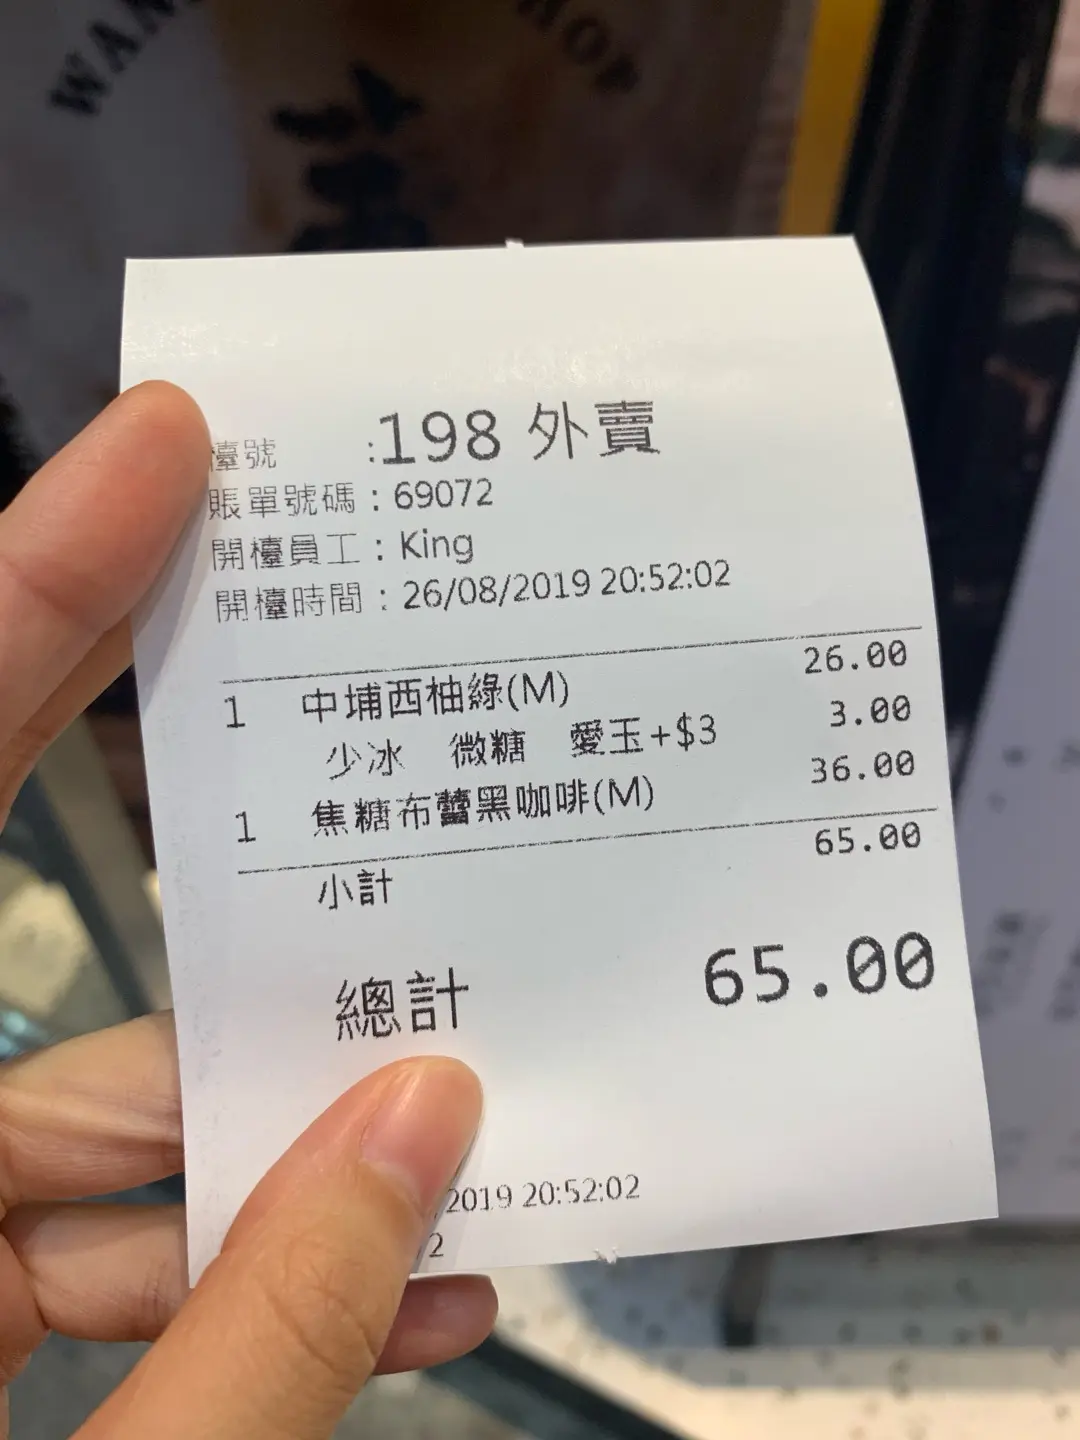 WAN
檯號 :198 外賣
賬單號碼 : 69072
開檯員工 : King
開檯時間 : 26/08/2019 20:52:02
1 中埔西柚綠(M) 26.00
少冰 微糖 愛玉+$3 3.00
1 焦糖布蕾黑咖啡(M) 36.00
小計 65.00
總計 65.00
/2019 20:52:02
2